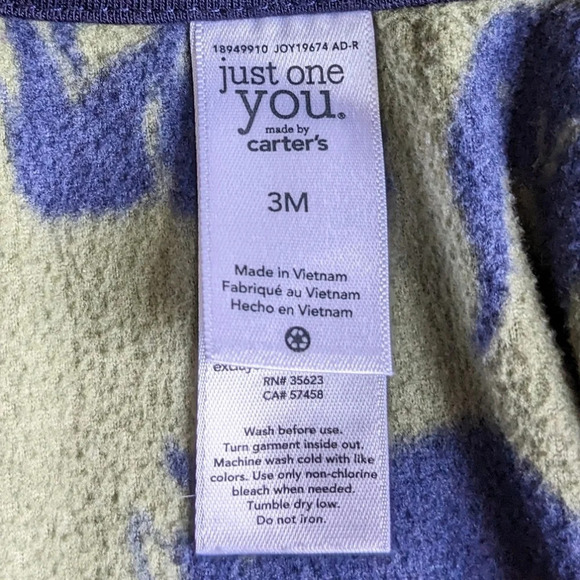 18949910 JOY19674 AD-R
just one
you.®
made by
carter's
3M
Made in Vietnam
Fabriqué au Vietnam
Hecho en Vietnam
RN# 35623
CA# 57458
Wash before use.
Turn garment inside out.
Machine wash cold with like
colors. Use only non-chlorine
bleach when needed.
Tumble dry low.
Do not iron.